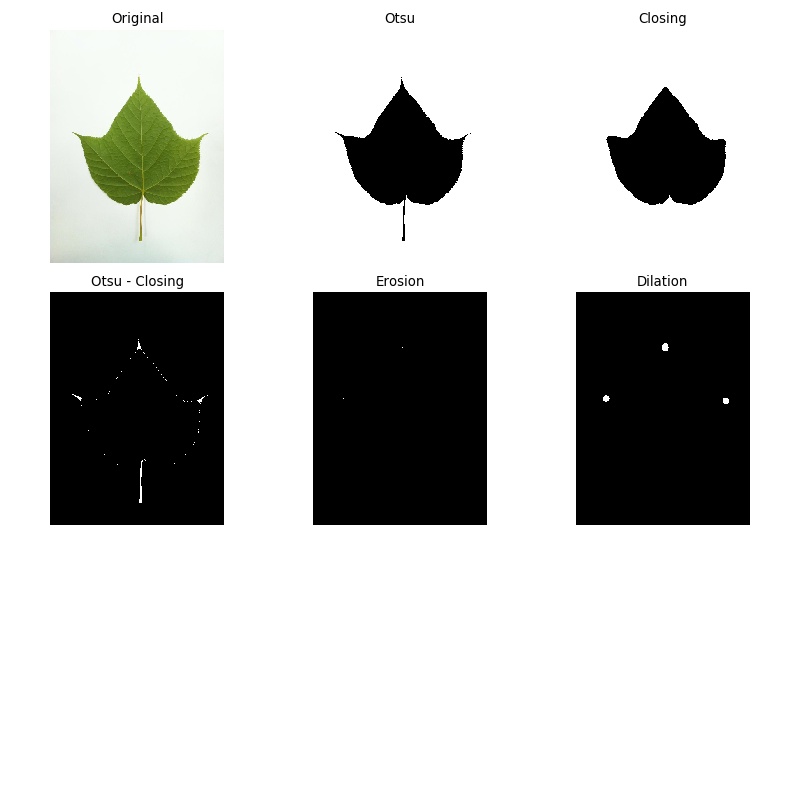 Original
Otsu
Closing
Otsu - Closing
Erosion
Dilation